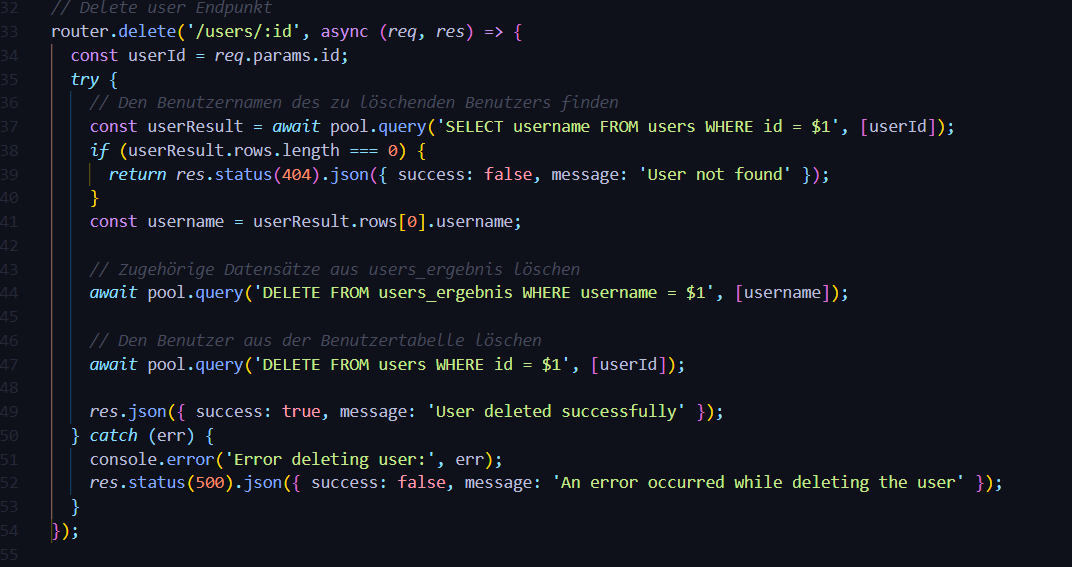 32 // Delete user Endpunkt
33 router.delete('/users/:id', async (req, res) => {
34   const userId = req.params.id;
35   try {
36     // Den Benutzernamen des zu löschenden Benutzers finden
37     const userResult = await pool.query('SELECT username FROM users WHERE id = $1', [userId]);
38     if (userResult.rows.length === 0) {
39       return res.status(404).json({ success: false, message: 'User not found' });
40     }
41     const username = userResult.rows[0].username;
42
43     // Zugehörige Datensätze aus users_ergebnis löschen
44     await pool.query('DELETE FROM users_ergebnis WHERE username = $1', [username]);
45
46     // Den Benutzer aus der Benutzertabelle löschen
47     await pool.query('DELETE FROM users WHERE id = $1', [userId]);
48
49     res.json({ success: true, message: 'User deleted successfully' });
50   } catch (err) {
51     console.error('Error deleting user:', err);
52     res.status(500).json({ success: false, message: 'An error occurred while deleting the user' });
53   }
54 });
55